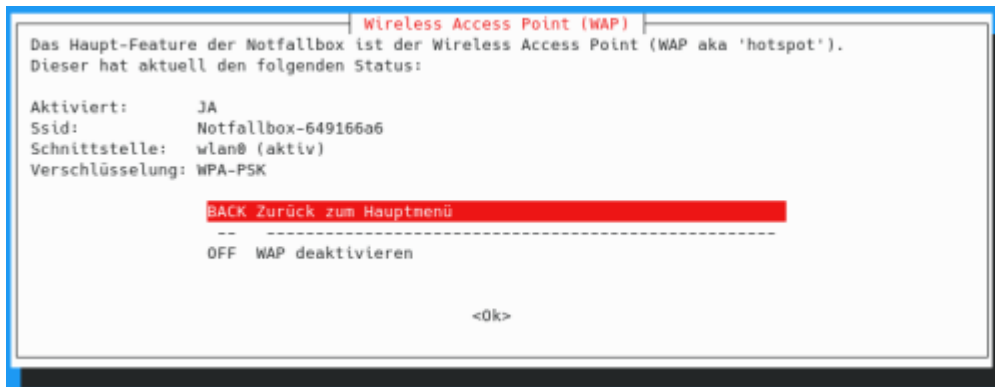 Wireless Access Point (WAP)
Das Haupt-Feature der Notfallbox ist der Wireless Access Point (WAP aka 'hotspot').
Dieser hat aktuell den folgenden Status:
Aktiviert: JA
Ssid: Notfallbox-649166a6
Schnittstelle: wlan0 (aktiv)
Verschlüsselung: WPA-PSK
BACK Zurück zum Hauptmenü
-- ----------------------------------------------------
OFF WAP deaktivieren
<Ok>